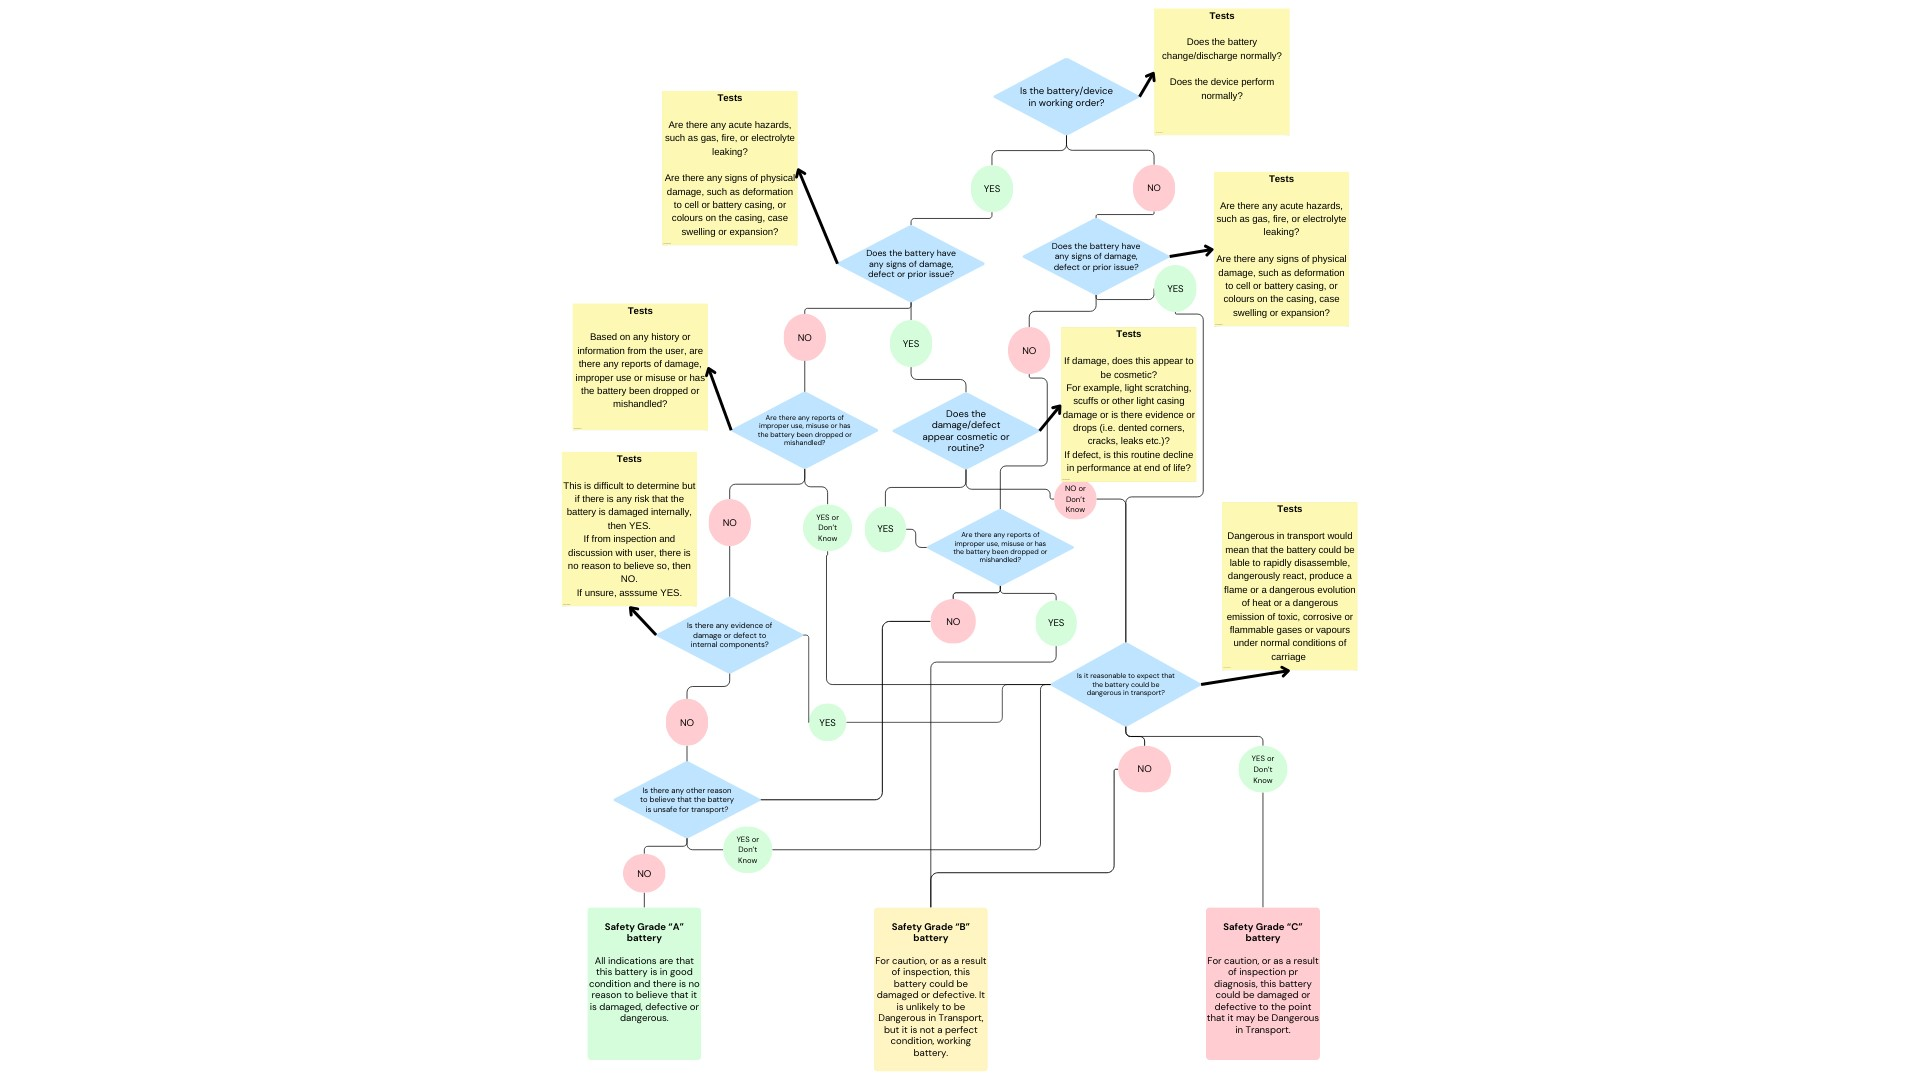 Tests
Does the battery
change/discharge normally?
Does the device perform
normally?
Is the battery/device
in working order?
Tests
Are there any acute hazards,
such as gas, fire, or electrolyte
leaking?
Are there any signs of physical
damage, such as deformation
to cell or battery casing, or
colours on the casing, case
swelling or expansion?
YES
NO
Tests
Are there any acute hazards,
such as gas, fire, or electrolyte
leaking?
Are there any signs of physical
damage, such as deformation
to cell or battery casing, or
colours on the casing, case
swelling or expansion?
Does the battery have
any signs of damage,
defect or prior issue?
Does the battery have
any signs of damage,
defect or prior issue?
YES
Tests
Based on any history or
information from the user, are
there any reports of damage,
improper use or misuse or has
the battery been dropped or
mishandled?
NO
YES
NO
Tests
If damage, does this appear to
be cosmetic?
For example, light scratching,
scuffs or other light casing
damage or is there evidence or
drops (i.e. dented corners,
cracks, leaks etc.)?
If defect, is this routine decline
in performance at end of life?
Are there any reports of
improper use, misuse or has
the battery been dropped or
mishandled?
Does the
damage/defect
appear cosmetic or
routine?
Tests
This is difficult to determine but
if there is any risk that the
battery is damaged internally,
then YES.
If from inspection and
discussion with user, there is
no reason to believe so, then
NO.
If unsure, asssume YES.
NO
YES or
Don't
Know
YES
NO or
Don't
Know
Are there any reports of
improper use, misuse or has
the battery been dropped or
mishandled?
Tests
Dangerous in transport would
mean that the battery could be
lable to rapidly disassemble,
dangerously react, produce a
flame or a dangerous evolution
of heat or a dangerous
emission of toxic, corrosive or
flammable gases or vapours
under normal conditions of
carriage
Is there any evidence of
damage or defect to
internal components?
NO
YES
Is it reasonable to expect that
the battery could be
dangerous in transport?
NO
YES
NO
YES or
Don't
Know
Is there any other reason
to believe that the battery
is unsafe for transport?
YES or
Don't
Know
NO
Safety Grade “A”
battery
All indications are that
this battery is in good
condition and there is no
reason to believe that it
is damaged, defective or
dangerous.
Safety Grade “B”
battery
For caution, or as a result
of inspection, this
battery could be
damaged or defective. It
is unlikely to be
Dangerous in Transport,
but it is not a perfect
condition, working
battery.
Safety Grade “C”
battery
For caution, or as a result
of inspection pr
diagnosis, this battery
could be damaged or
defective to the point
that it may be Dangerous
in Transport.